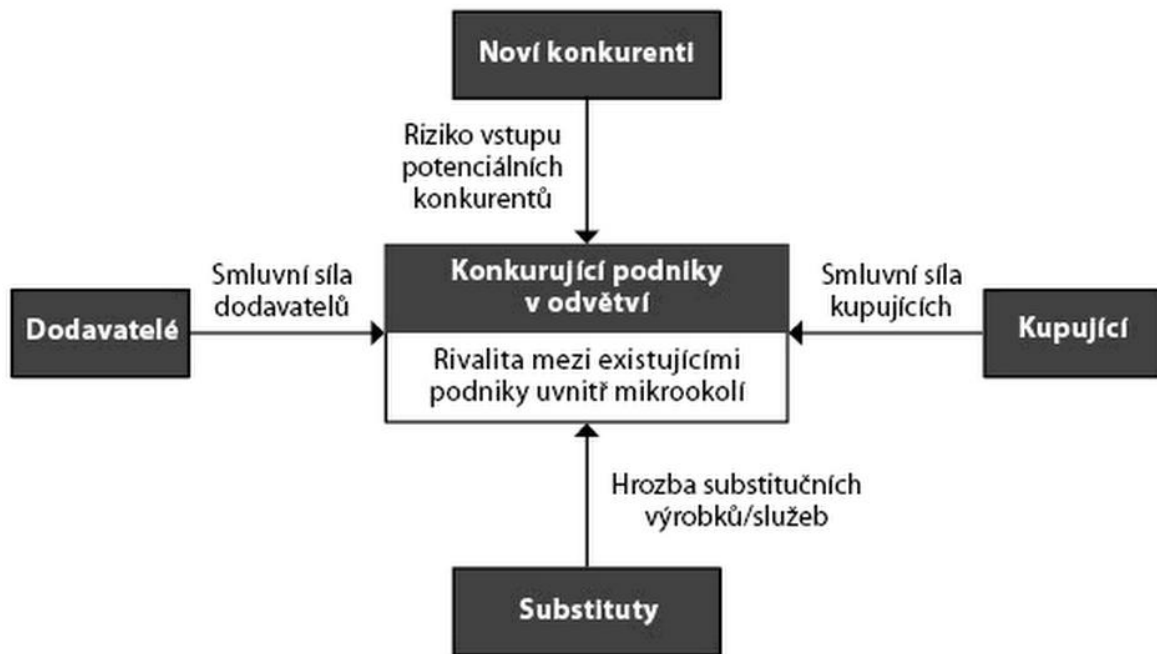 Noví konkurenti
Riziko vstupu
potenciálních
konkurentů
Konkurující podniky
v odvětví
Smluvní síla
dodavatelů
Smluvní síla
kupujících
Dodavatelé
Kupující
Rivalita mezi existujícími
podniky uvnitř mikrookolí
Hrozba substitučních
výrobků/služeb
Substituty